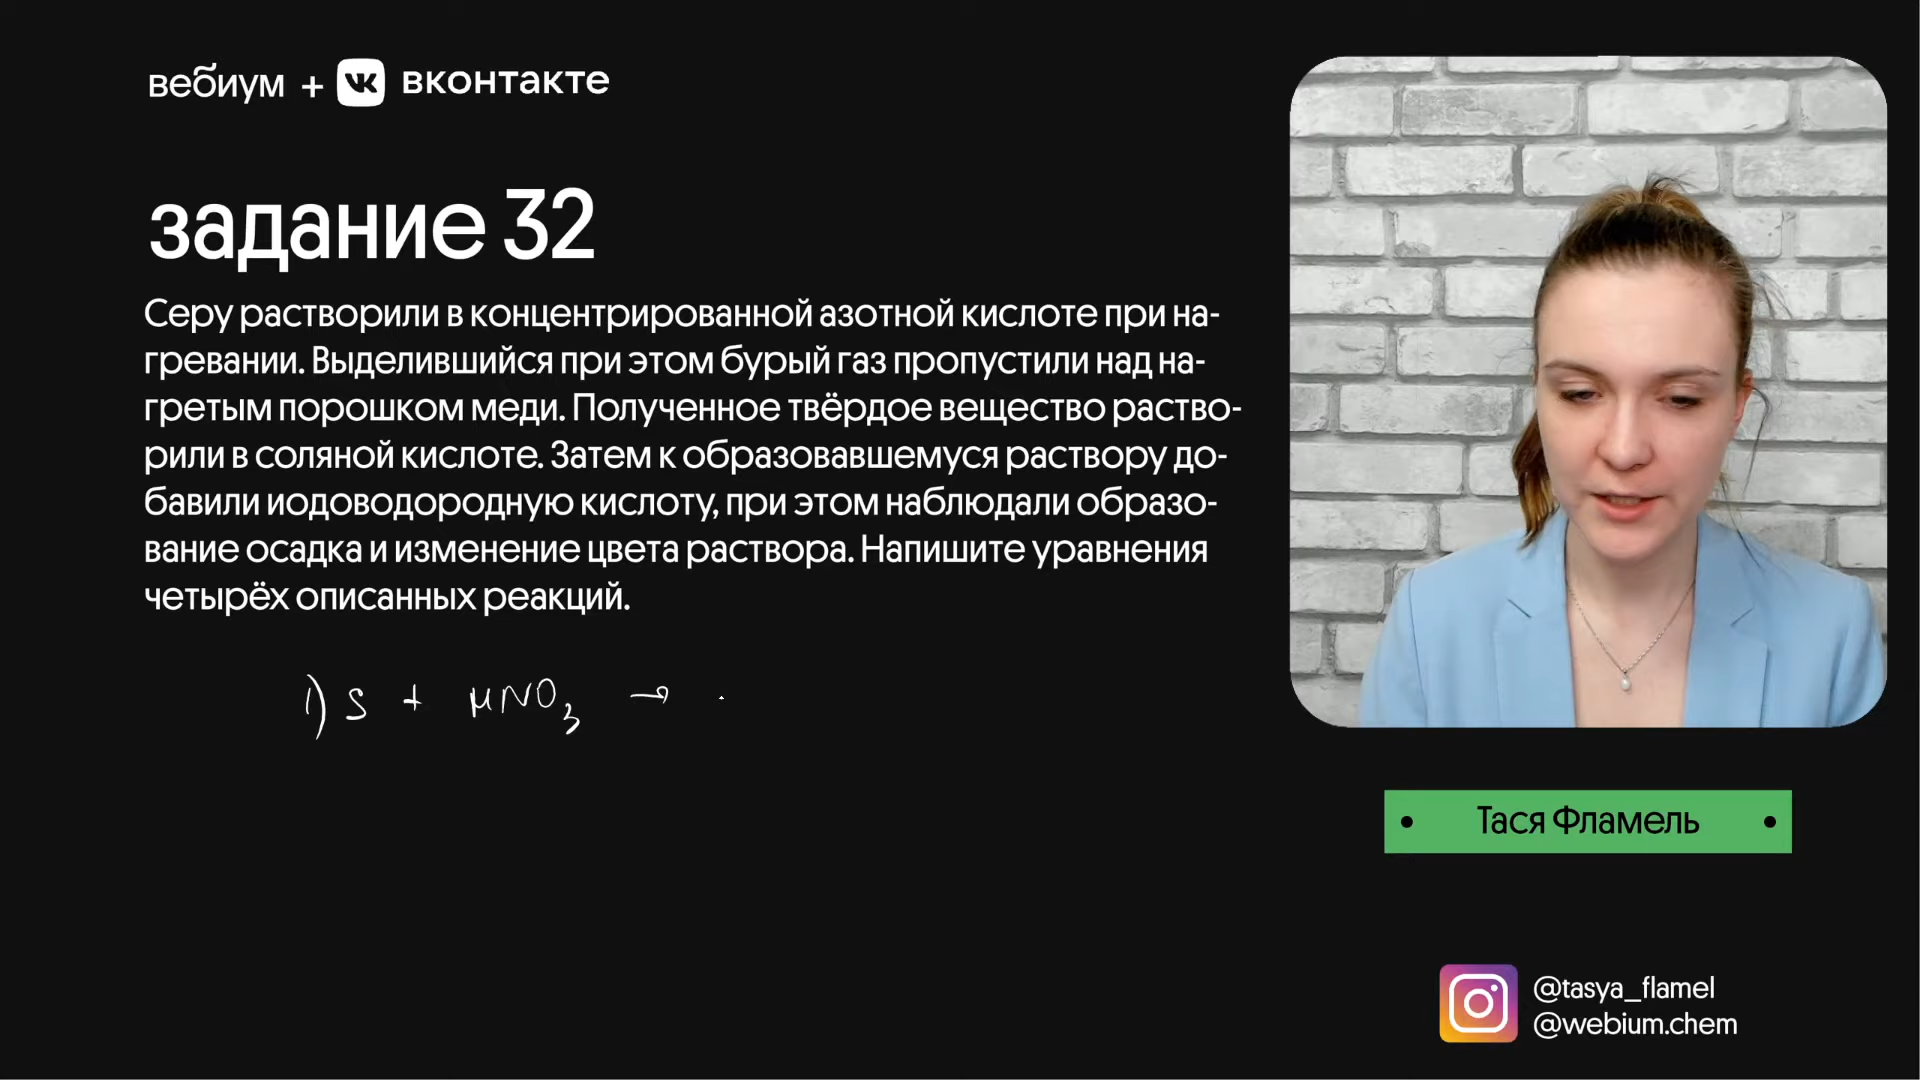 вебиум + вконтакте
задание 32
Серу растворили в концентрированной азотной кислоте при на-
гревании. Выделившийся при этом бурый газ пропустили над на-
гретым порошком меди. Полученное твёрдое вещество раство-
рили в соляной кислоте. Затем к образовавшемуся раствору до-
бавили иодоводородную кислоту, при этом наблюдали образо-
вание осадка и изменение цвета раствора. Напишите уравнения
четырёх описанных реакций.
1) S + HNO₃ →
• Тася Фламель •
@tasya_flamel
@webium.chem